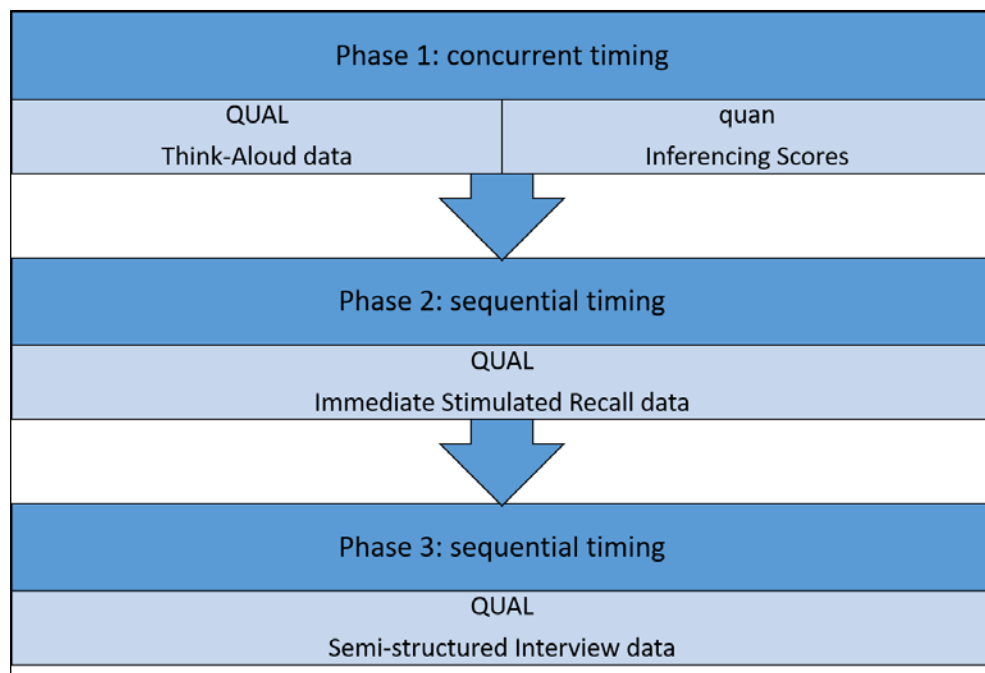 Phase 1: concurrent timing
QUAL
Think-Aloud data
quan
Inferencing Scores
Phase 2: sequential timing
QUAL
Immediate Stimulated Recall data
Phase 3: sequential timing
QUAL
Semi-structured Interview data